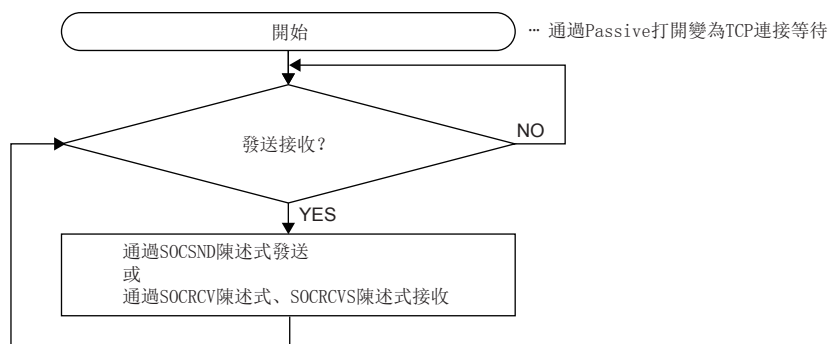 開始
… 通過Passive打開變為TCP連接等待
發送接收?
NO
YES
通過SOCSND陳述式發送
或
通過SOCRCV陳述式、SOCRCVS陳述式接收